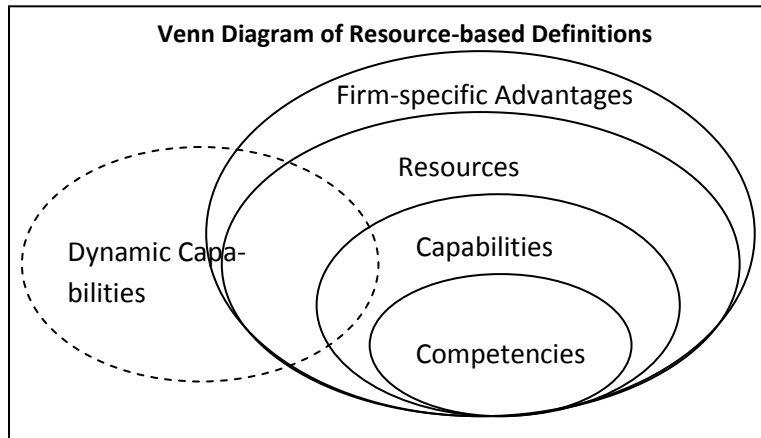 Venn Diagram of Resource-based Definitions
Firm-specific Advantages
Resources
Capabilities
Dynamic Capa-
bilities
Competencies